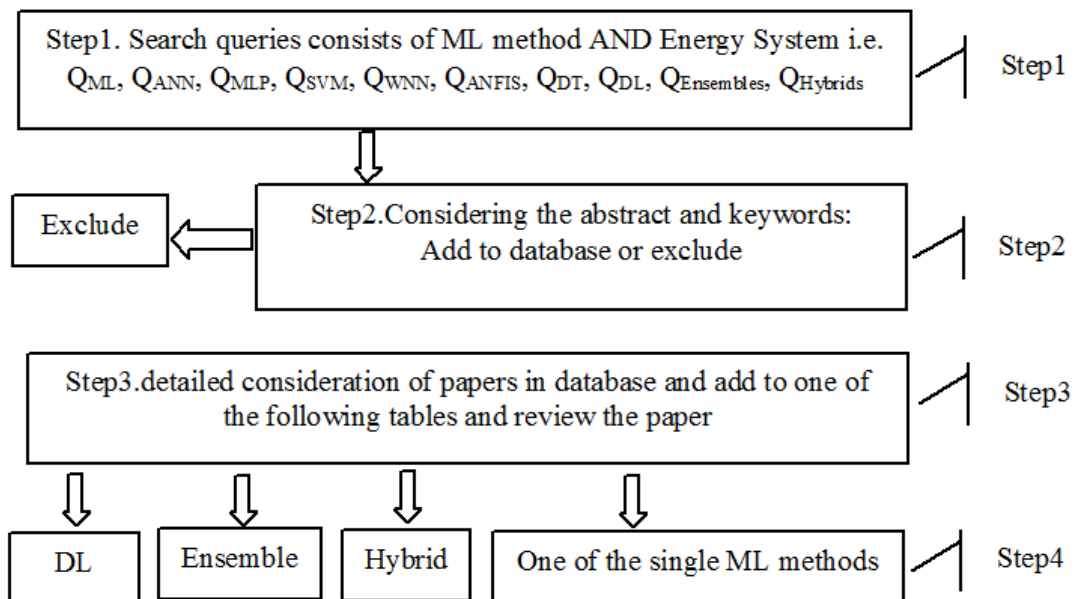 Step1. Search queries consists of ML method AND Energy System i.e.
QML, QANN, QMLP, QSVM, QWNN, QANFIS, QDT, QDL, QEnsembles, QHybrids
Step1
Exclude
Step2.Considering the abstract and keywords:
Add to database or exclude
Step2
Step3.detailed consideration of papers in database and add to one of
the following tables and review the paper
Step3
DL
Ensemble
Hybrid
One of the single ML methods
Step4